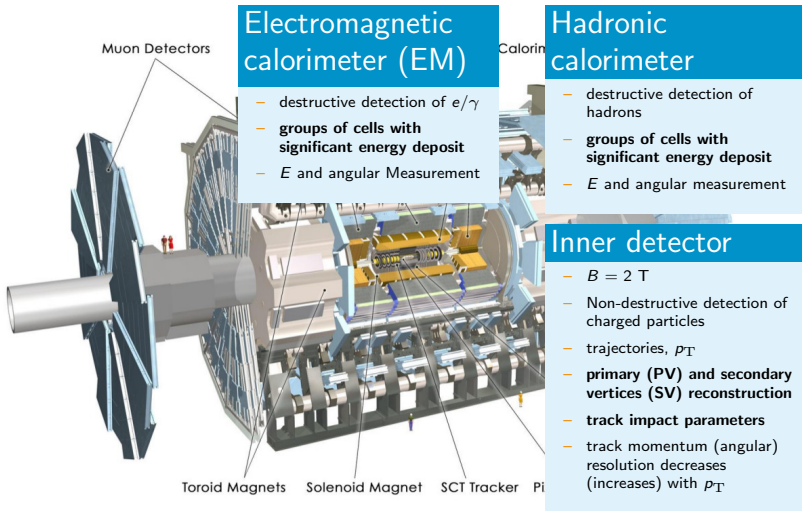 Electromagnetic
calorimeter (EM)
– destructive detection of e/γ
– groups of cells with
significant energy deposit
– E and angular Measurement
Hadronic
calorimeter
– destructive detection of
hadrons
– groups of cells with
significant energy deposit
– E and angular measurement
Muon Detectors
Calorim
Inner detector
– B = 2 T
– Non-destructive detection of
charged particles
– trajectories, pT
– primary (PV) and secondary
vertices (SV) reconstruction
– track impact parameters
– track momentum (angular)
resolution decreases
(increases) with pT
Toroid Magnets Solenoid Magnet SCT Tracker Pi